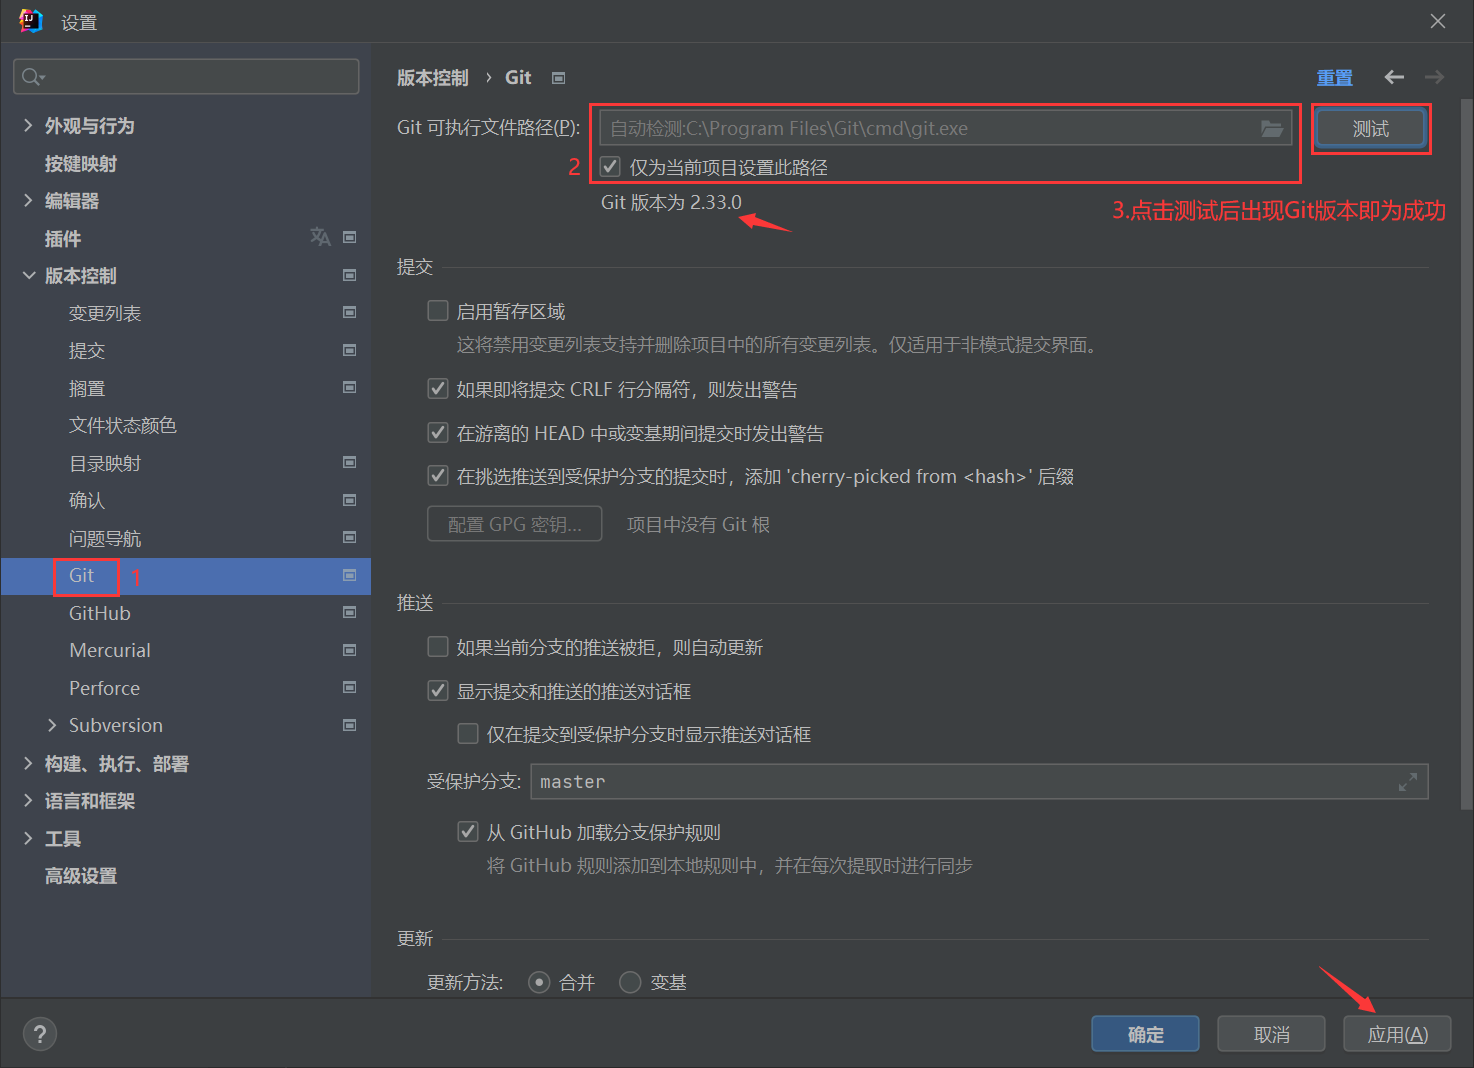 设置
外观与行为
按键映射
编辑器
插件
版本控制
变更列表
提交
搁置
文件状态颜色
目录映射
确认
问题导航
Git 1
GitHub
Mercurial
Perforce
Subversion
构建、执行、部署
语言和框架
工具
高级设置
版本控制 › Git 重置
Git 可执行文件路径(P): 自动检测:C:\Program Files\Git\cmd\git.exe 测试
2 仅为当前项目设置此路径
Git 版本为 2.33.0
3.点击测试后出现Git版本即为成功
提交
启用暂存区域
这将禁用变更列表支持并删除项目中的所有变更列表。仅适用于非模式提交界面。
如果即将提交 CRLF 行分隔符，则发出警告
在游离的 HEAD 中或变基期间提交时发出警告
在挑选推送到受保护分支的提交时，添加 'cherry-picked from <hash>' 后缀
配置 GPG 密钥... 项目中没有 Git 根
推送
如果当前分支的推送被拒，则自动更新
显示提交和推送的推送对话框
仅在提交到受保护分支时显示推送对话框
受保护分支: master
从 GitHub 加载分支保护规则
将 GitHub 规则添加到本地规则中，并在每次提取时进行同步
更新
更新方法: 合并 变基
? 确定 取消 应用(A)